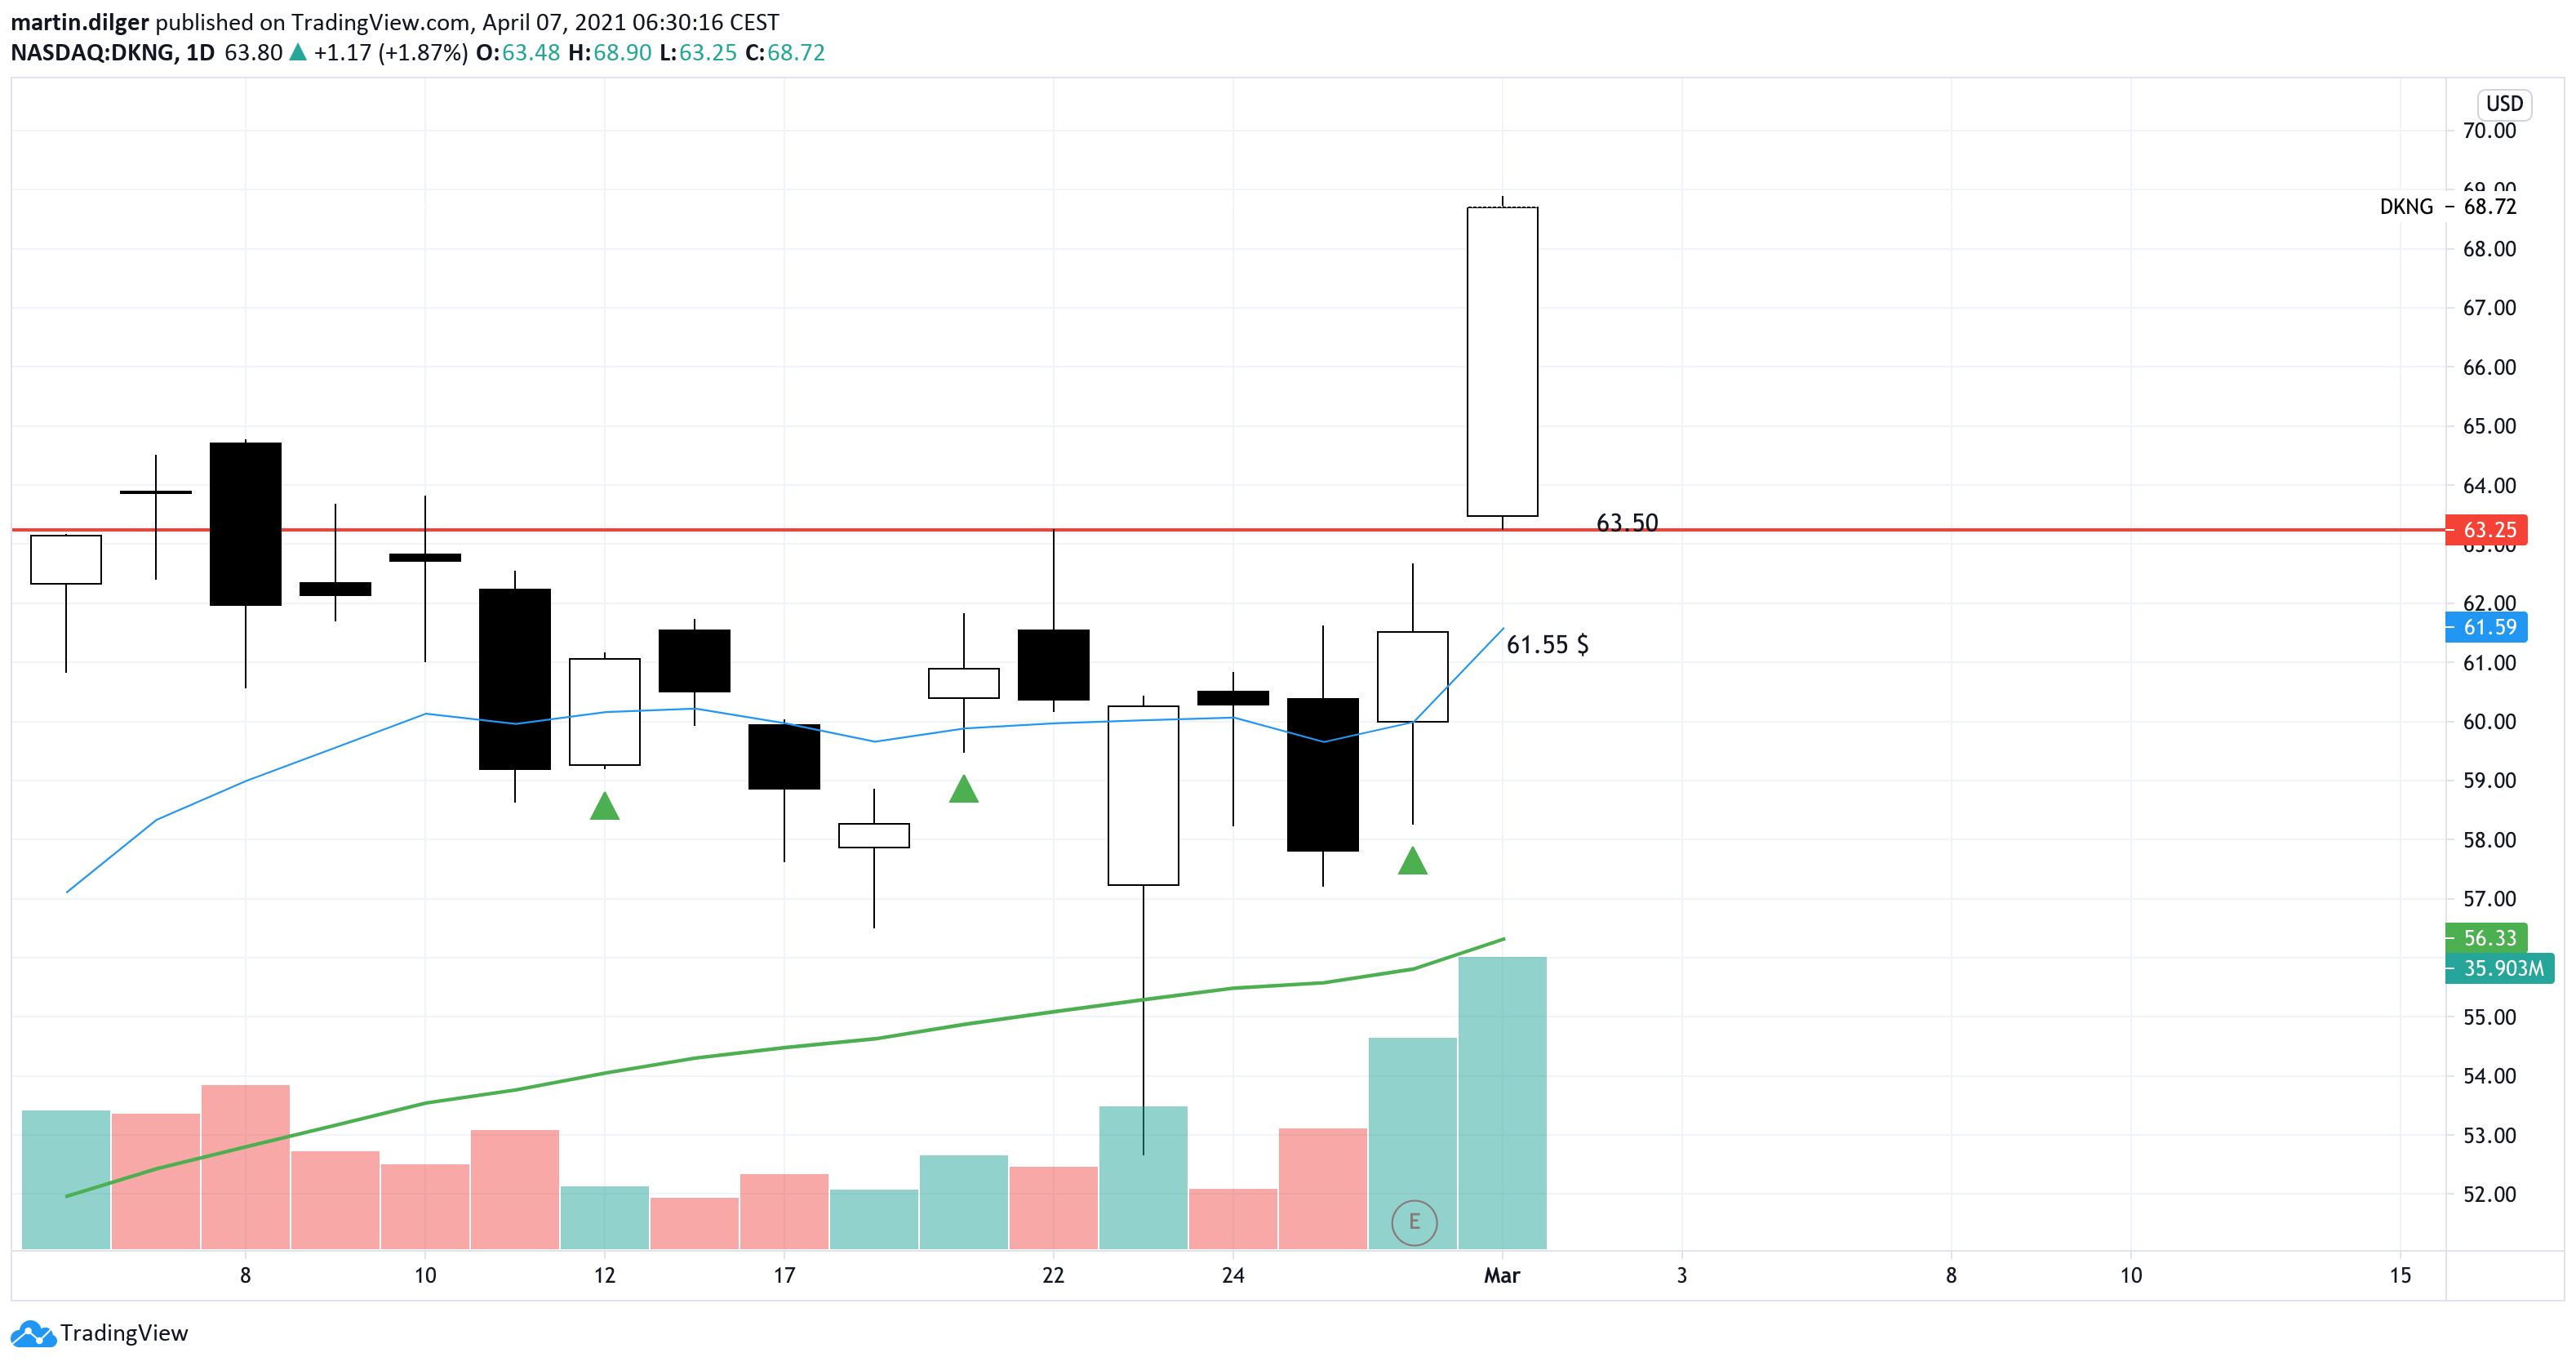 martin.dilger published on TradingView.com, April 07, 2021 06:30:16 CEST
NASDAQ:DKNG, 1D 63.80 ▲ +1.17 (+1.87%) O:63.48 H:68.90 L:63.25 C:68.72
USD
70.00
69.00
DKNG 68.72
68.00
67.00
66.00
65.00
64.00
63.50
63.25
63.00
62.00
61.59
61.55 $
61.00
60.00
59.00
58.00
57.00
56.33
35.903M
55.00
54.00
53.00
52.00
E
8 10 12 17 22 24 Mar 3 8 10 15
TradingView